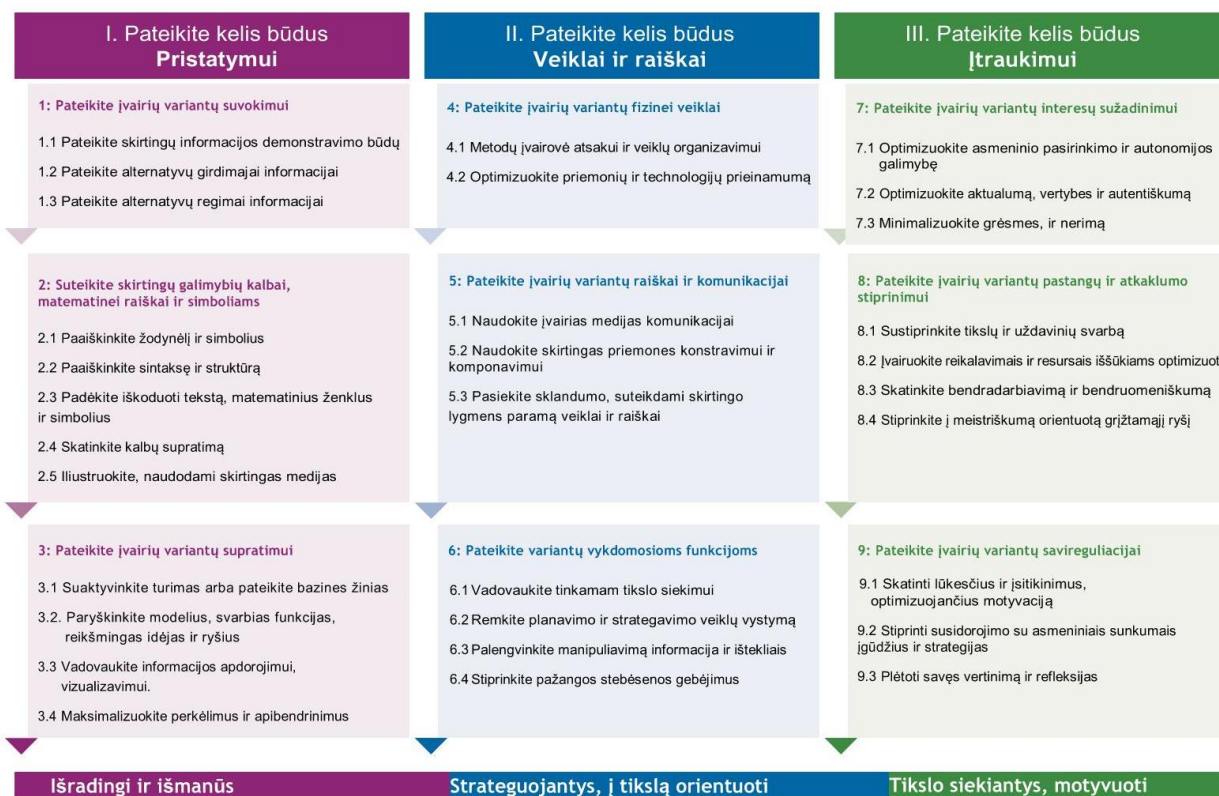 I. Pateikite kelis būdus
Pristatymui
1: Pateikite įvairių variantų suvokimui
1.1 Pateikite skirtingų informacijos demonstravimo būdų
1.2 Pateikite alternatyvų girdimajai informacijai
1.3 Pateikite alternatyvų regimai informacijai
2: Suteikite skirtingų galimybių kalbai,
matematinei raiškai ir simboliams
2.1 Paaiškinkite žodynėlį ir simbolius
2.2 Paaiškinkite sintaksę ir struktūrą
2.3 Padėkite iškoduoti tekstą, matematinius ženklus
ir simbolius
2.4 Skatinkite kalbų supratimą
2.5 Iliustruokite, naudodami skirtingas medijas
3: Pateikite įvairių variantų supratimui
3.1 Suaktyvinkite turimas arba pateikite bazines žinias
3.2. Paryškinkite modelius, svarbias funkcijas,
reikšmingas idėjas ir ryšius
3.3 Vadovaukite informacijos apdorojimui,
vizualizavimui.
3.4 Maksimalizuokite perkėlimus ir apibendrinimus
Išradingi ir išmanūs
II. Pateikite kelis būdus
Veiklai ir raiškai
4: Pateikite įvairių variantų fizinei veiklai
4.1 Metodų įvairovė atsakui ir veiklų organizavimui
4.2 Optimizuokite priemonių ir technologijų prieinamumą
5: Pateikite įvairių variantų raiškai ir komunikacijai
5.1 Naudokite įvairias medijas komunikacijai
5.2 Naudokite skirtingas priemones konstravimui ir
komponavimui
5.3 Pasiekite sklandumo, suteikdami skirtingo
lygmens paramą veiklai ir raiškai
6: Pateikite variantų vykdomosioms funkcijoms
6.1 Vadovaukite tinkamam tikslo siekimui
6.2 Remkite planavimo ir strategavimo veiklų vystymą
6.3 Palengvinkite manipuliavimą informacija ir ištekliais
6.4 Stiprinkite pažangos stebėsenos gebėjimus
Strateguojantys, į tikslą orientuoti
III. Pateikite kelis būdus
Įtraukimui
7: Pateikite įvairių variantų interesų sužadinimui
7.1 Optimizuokite asmeninio pasirinkimo ir autonomijos
galimybę
7.2 Optimizuokite aktualumą, vertybes ir autentiškumą
7.3 Minimalizuokite grėsmes, ir nerimą
8: Pateikite įvairių variantų pastangų ir atkaklumo
stiprinimui
8.1 Sustiprinkite tikslų ir uždavinių svarbą
8.2 Įvairuokite reikalavimais ir resursais iššūkiams optimizuot
8.3 Skatinkite bendradarbiavimą ir bendruomeniškumą
8.4 Stiprinkite į meistriškumą orientuotą grįžtamąjį ryšį
9: Pateikite įvairių variantų savireguliacijai
9.1 Skatinti lūkesčius ir įsitikinimus,
optimizuojančius motyvaciją
9.2 Stiprinti susidorojimo su asmeniniais sunkumais
įgūdžius ir strategijas
9.3 Plėtoti savęs vertinimą ir refleksijas
Tikslo siekiantys, motyvuoti